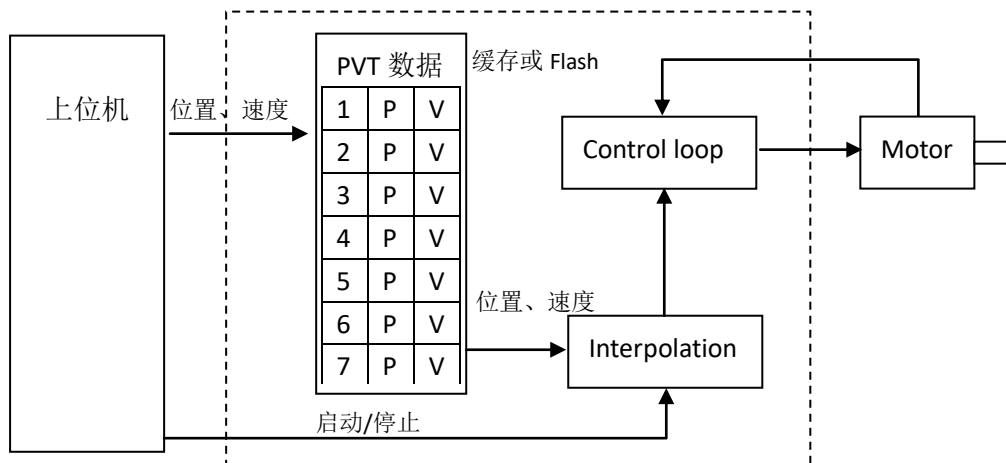 上位机
位置、速度
PVT 数据
缓存或 Flash
1 P V
2 P V
3 P V
4 P V
5 P V
6 P V
7 P V
Control loop
Motor
位置、速度
Interpolation
启动/停止